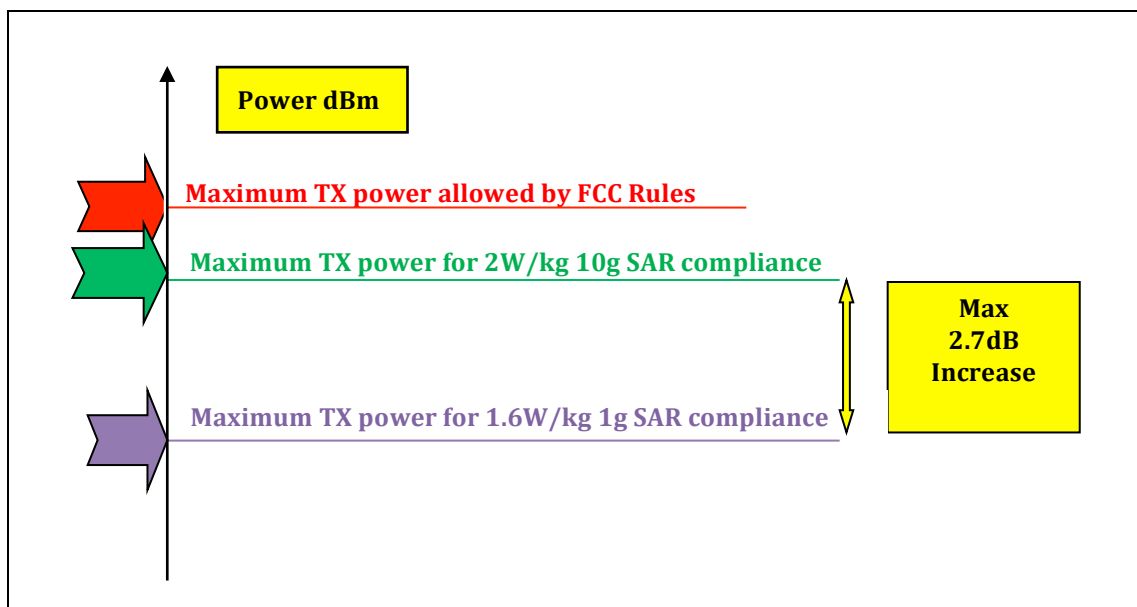 Power dBm
Maximum TX power allowed by FCC Rules
Maximum TX power for 2W/kg 10g SAR compliance
Max
2.7dB
Increase
Maximum TX power for 1.6W/kg 1g SAR compliance